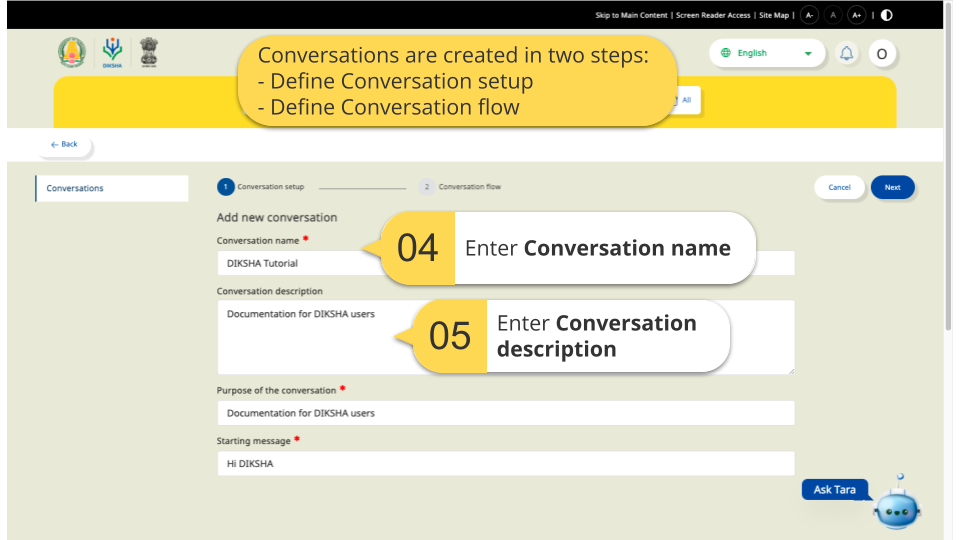 Skip to Main Content | Screen Reader Access | Site Map | A- A A+ |
DIKSHA
Conversations are created in two steps:
- Define Conversation setup
- Define Conversation flow
English
O
All
← Back
Conversations
1 Conversation setup
2 Conversation flow
Cancel
Next
Add new conversation
Conversation name *
DIKSHA Tutorial
04 Enter Conversation name
Conversation description
Documentation for DIKSHA users
05 Enter Conversation
description
Purpose of the conversation *
Documentation for DIKSHA users
Starting message *
Hi DIKSHA
Ask Tara